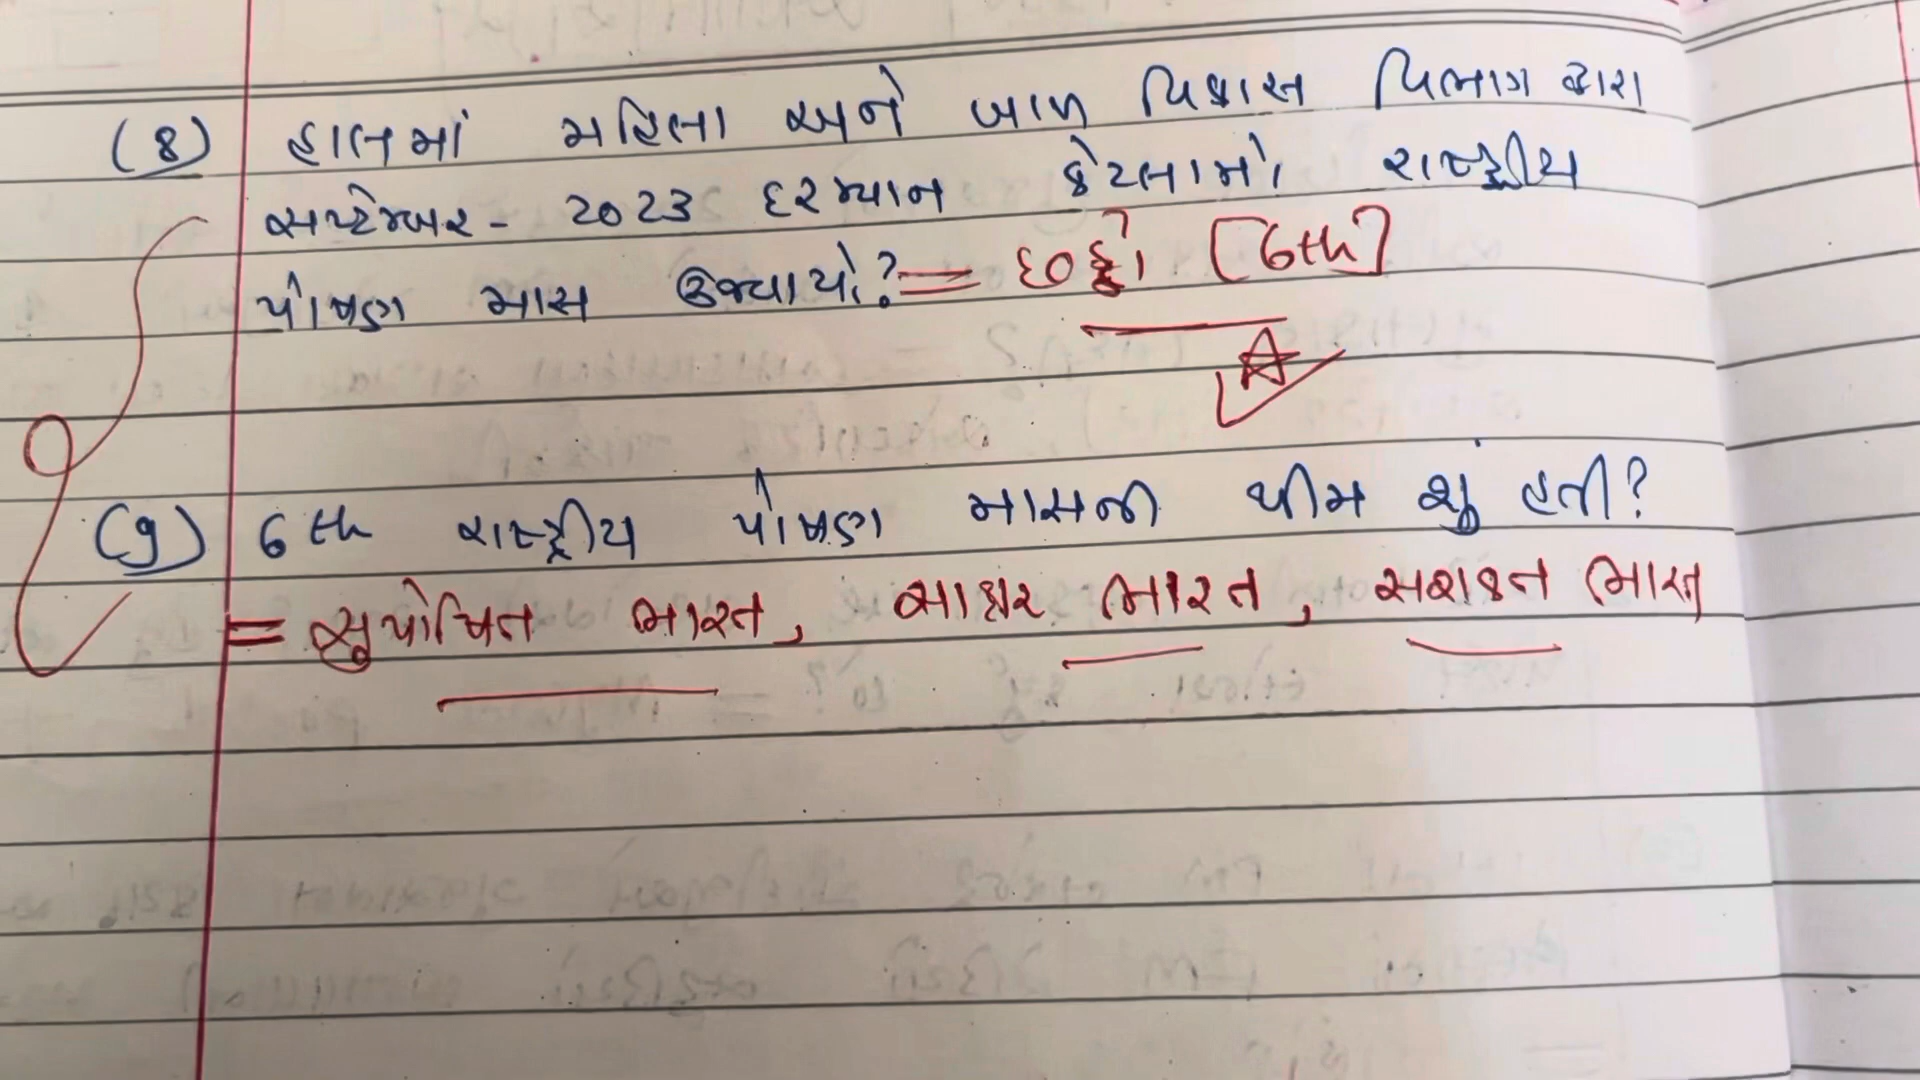 (8) હાલમાં મહિલા અને બાળ વિકાસ વિભાગ દ્વારા
સપ્ટેમ્બર - 2023 દરમ્યાન કેટલામો રાષ્ટ્રીય
પોષણ માસ ઉજવાયો? = છઠ્ઠો [6th]
(9) 6th રાષ્ટ્રીય પોષણ માસની થીમ શું હતી?
= સુપોષિત ભારત, સાક્ષર ભારત, સશક્ત ભારત